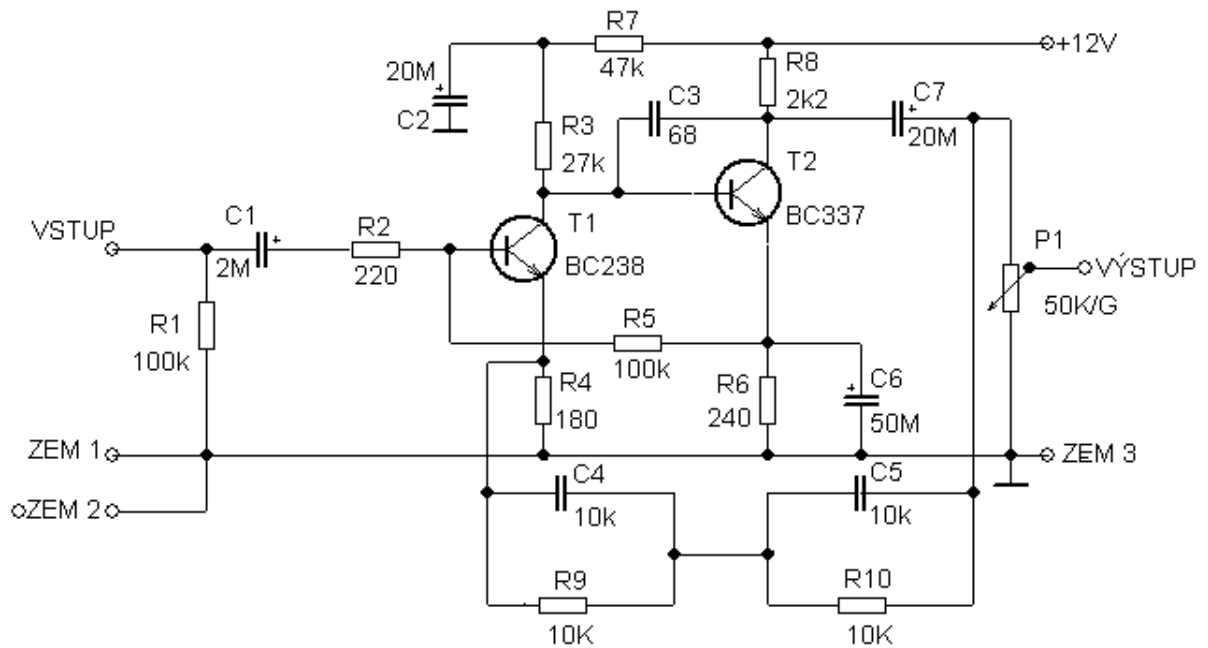 R7
47k
+12V
R8
2k2
20M
+
C2
C3
68
C7
+
20M
R3
27k
T2
BC337
VSTUP
C1
+
2M
R2
220
T1
BC238
P1
VÝSTUP
50K/G
R1
100k
R5
100k
R4
180
R6
240
C6
+
50M
ZEM 1
ZEM 3
ZEM 2
C4
10k
C5
10k
R9
10K
R10
10K